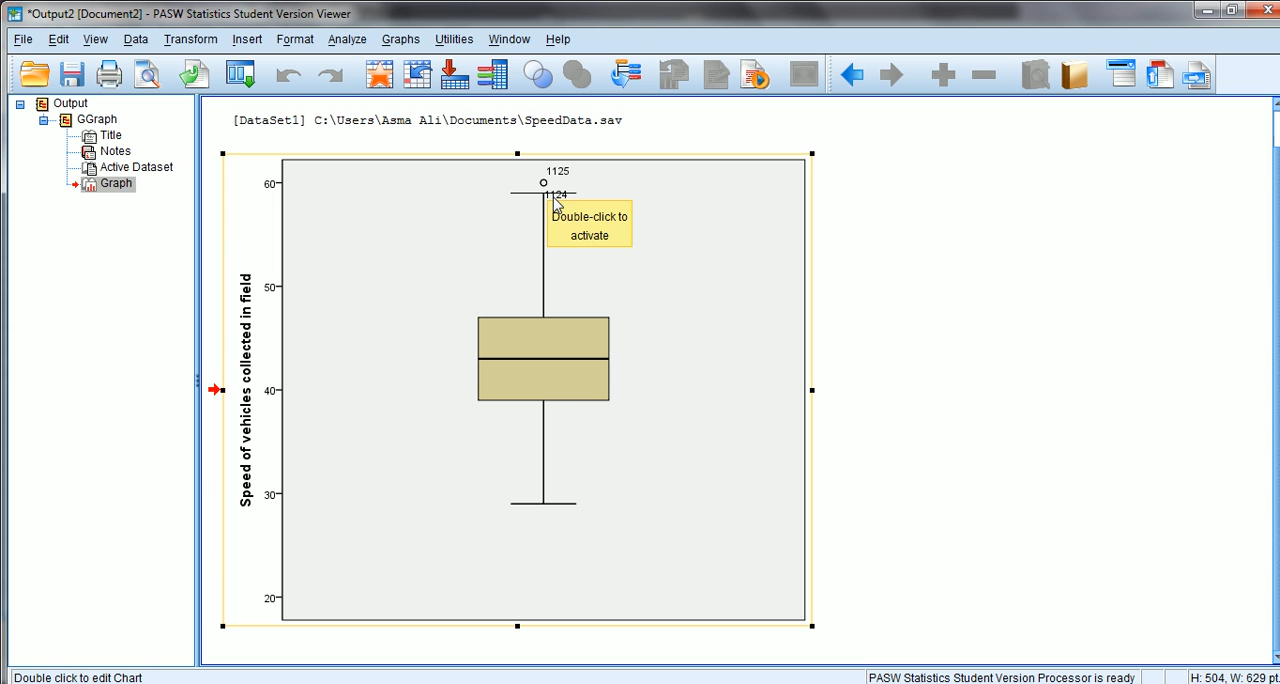 *Output2 [Document2] - PASW Statistics Student Version Viewer
File Edit View Data Transform Insert Format Analyze Graphs Utilities Window Help
Output
GGraph
Title
Notes
Active Dataset
Graph
[DataSet1] C:\Users\Asma Ali\Documents\SpeedData.sav
1125
60
1124
Double-click to
activate
50
Speed of vehicles collected in field
40
30
20
Double click to edit Chart
PASW Statistics Student Version Processor is ready
H: 504, W: 629 pt.